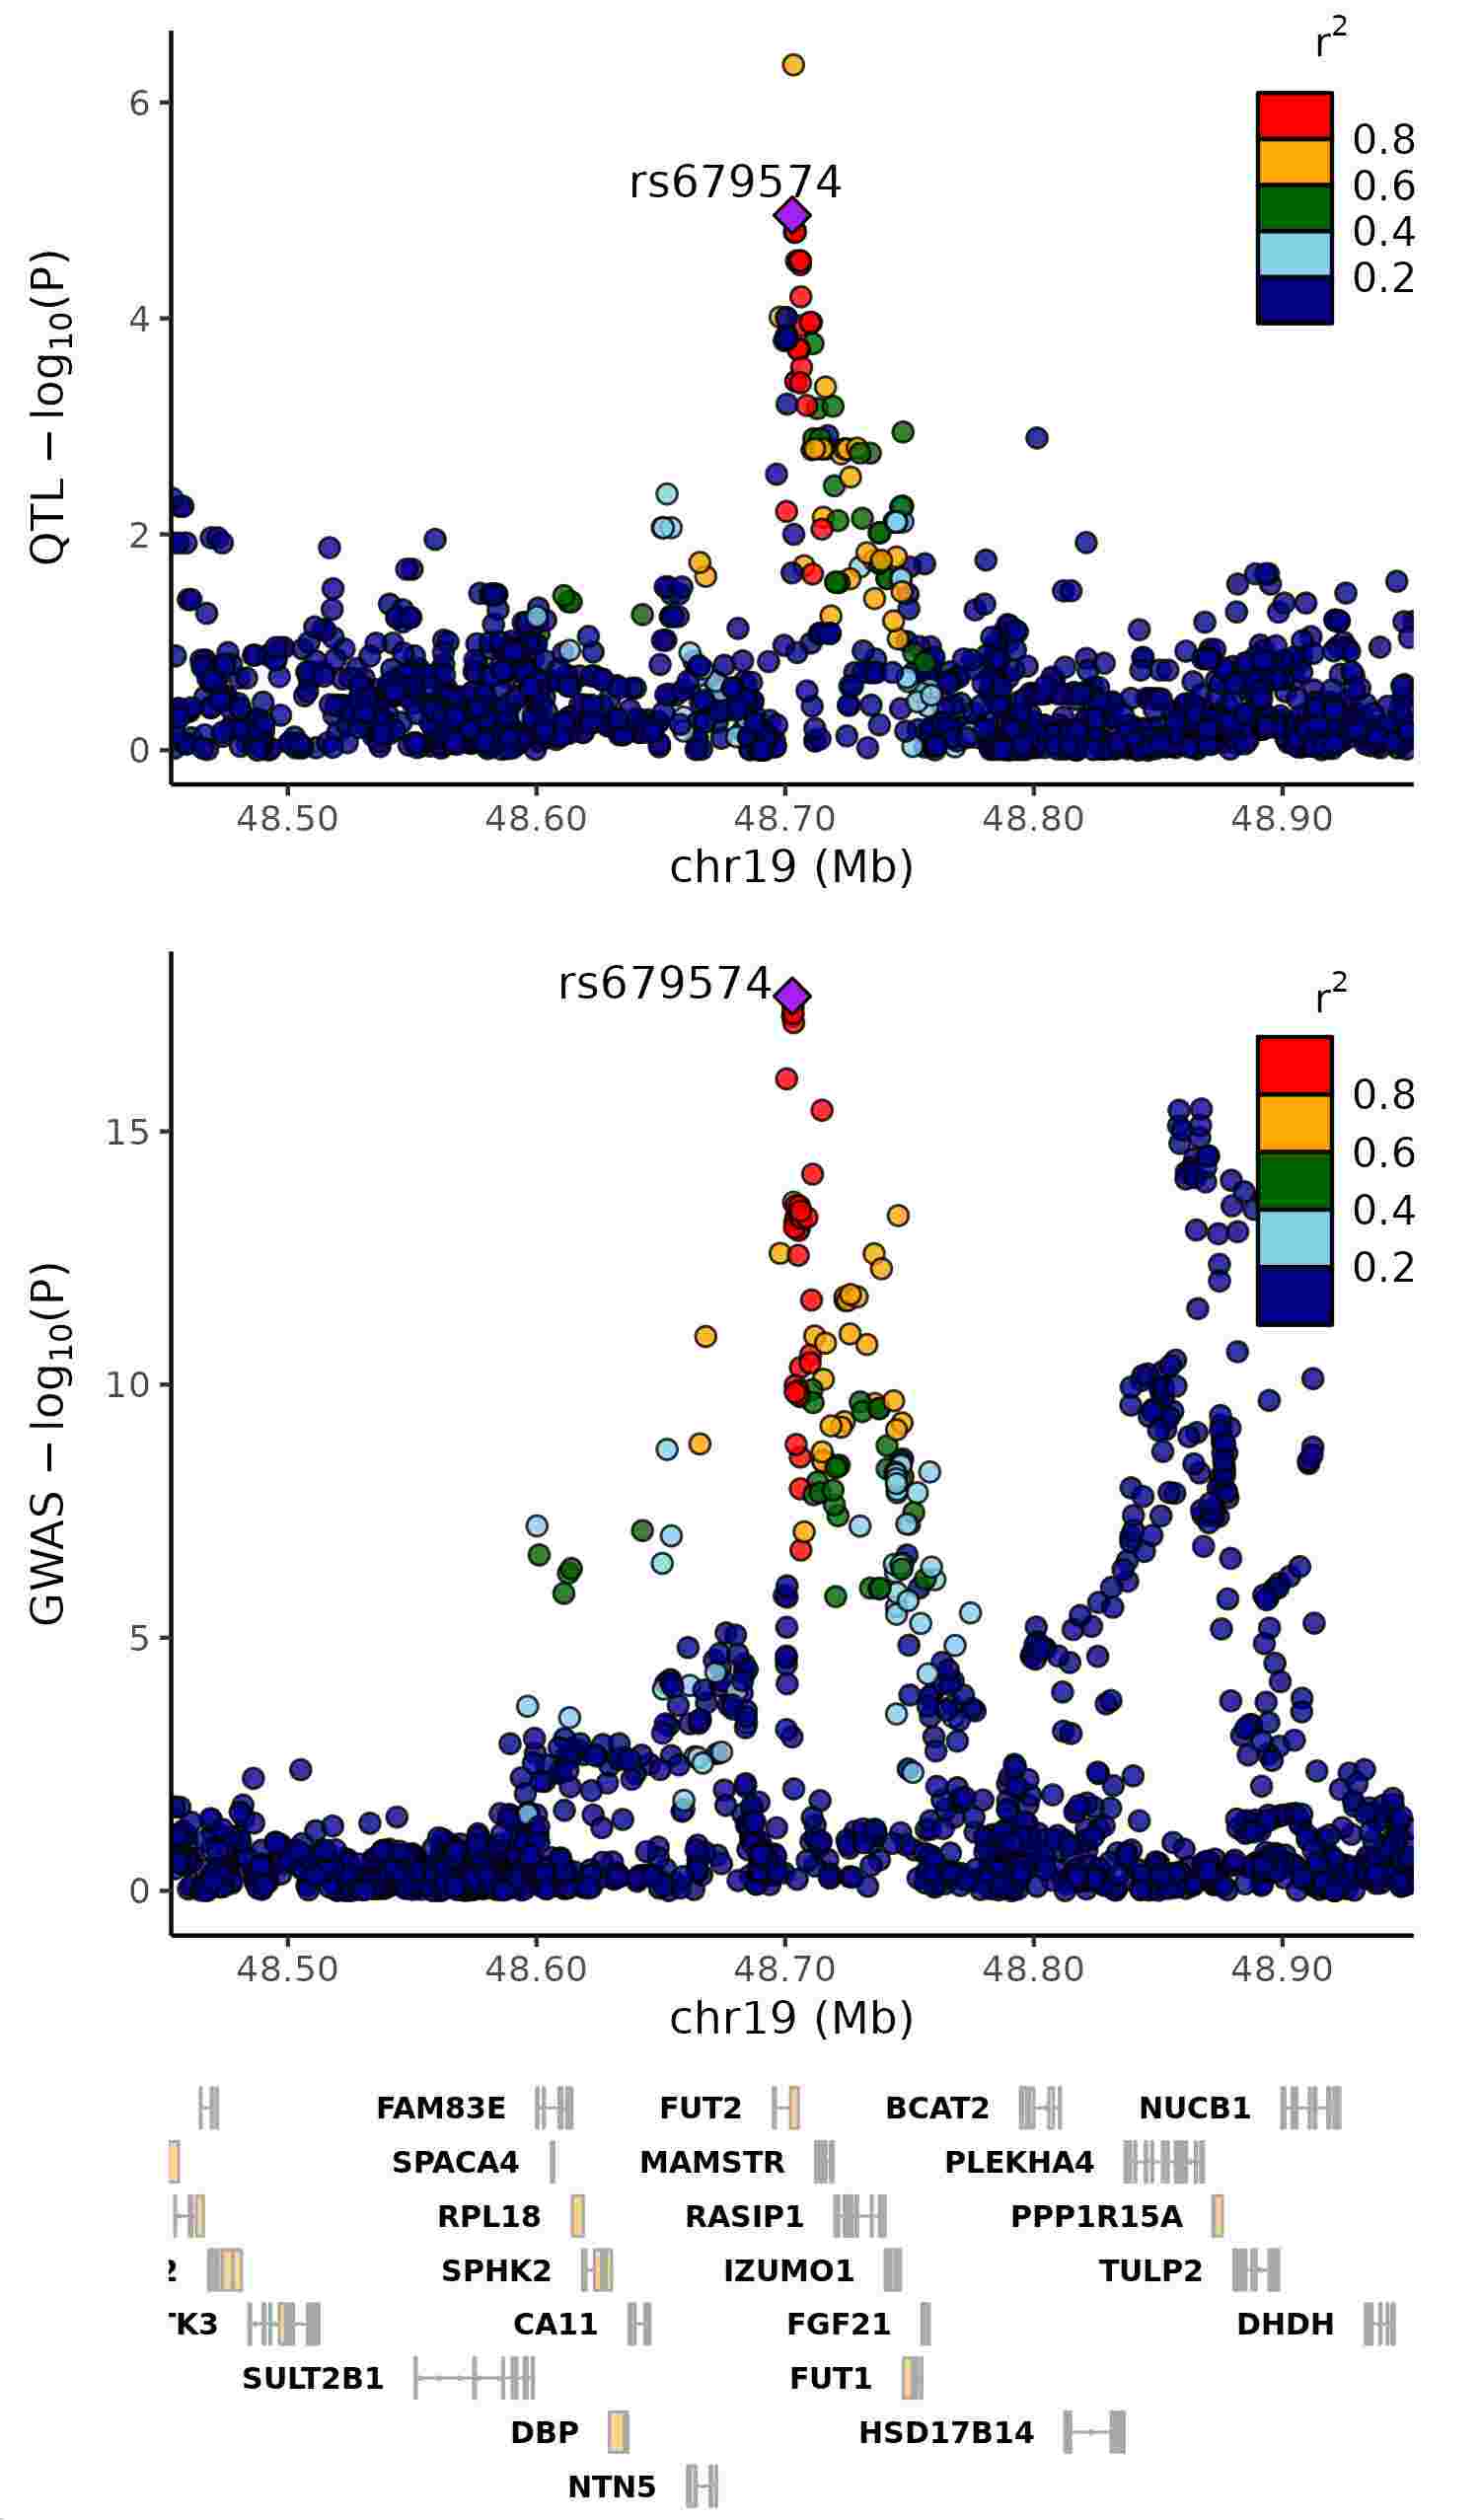 r2
6
0.8
0.6
rs679574
0.4
0.2
4
QTL − log10(P)
2
0
48.50 48.60 48.70 48.80 48.90
chr19 (Mb)
rs679574
r2
15
0.8
0.6
0.4
0.2
10
GWAS − log10(P)
5
0
48.50 48.60 48.70 48.80 48.90
chr19 (Mb)
FAM83E FUT2 BCAT2 NUCB1
SPACA4 MAMSTR PLEKHA4
RPL18 RASIP1 PPP1R15A
2 SPHK2 IZUMO1 TULP2
TK3 CA11 FGF21 DHDH
SULT2B1 FUT1
DBP HSD17B14
NTN5